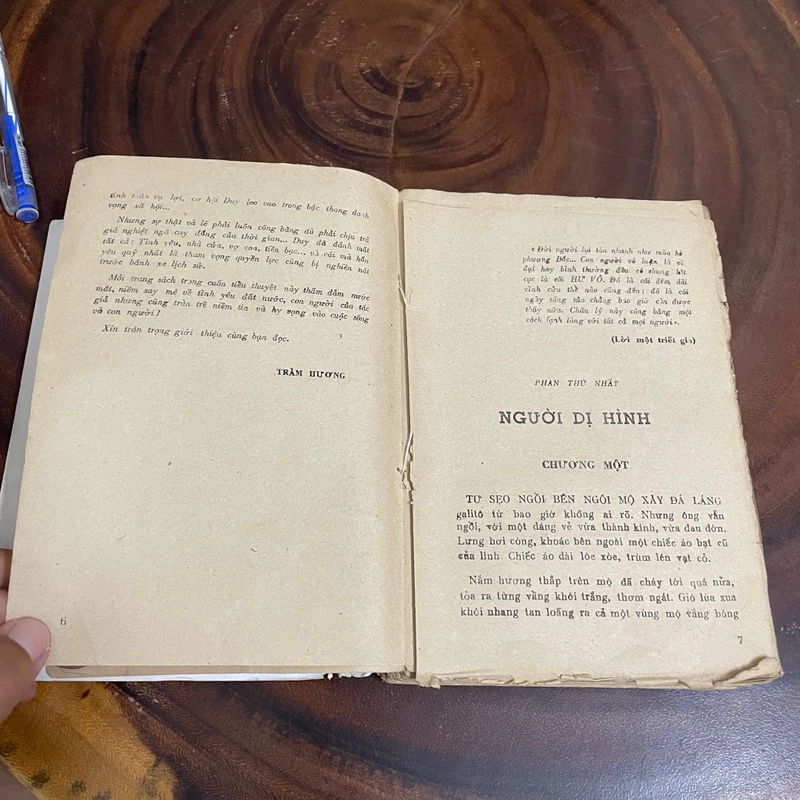 tính toán vụ lợi, cơ hội Duy leo cao trong bậc thang danh
vọng xã hội...
Nhưng sự thật và lẽ phải luôn công bằng dù phải chịu trả
giá nghiệt ngã cay đắng của thời gian... Duy đã đánh mất
tất cả : Tình yêu, nhà cửa, vợ con, tiền bạc... và cái mà hắn
yêu quý nhất là tham vọng quyền lực cũng bị nghiền nát
trước bánh xe lịch sử.
Mỗi trang sách trong cuốn tiểu thuyết này thấm đẫm nước
mắt, niềm say mê về tình yêu đất nước, con người của tác
giả nhưng cũng tràn trề niềm tin và hy vọng vào cuộc sống
và con người !
Xin trân trọng giới thiệu cùng bạn đọc.
TRẦM HƯƠNG
6
«Đời người lại tàn nhanh như mùa hè
phương Bắc... Con người vô luận là vĩ
đại hay bình thường đều có chung kết
cục là cõi HƯ VÔ. Đó là cái đêm dài
vĩnh cửu thế nào cũng đến ; đó là cái
ngày sáng của chẳng bao giờ còn được
thấy nữa. Chân lý này công bằng một
cách lạnh lùng với tất cả mọi người».
(Lời một triết gia)
PHẦN THỨ NHẤT
NGƯỜI DỊ HÌNH
CHƯƠNG MỘT
TƯ SẸO NGỒI BÊN NGÔI MỘ XÂY ĐÁ LÁNG
galitô từ bao giờ không ai rõ. Nhưng ông vẫn
ngồi, với một dáng vẻ vừa thành kính, vừa đau đớn.
Lưng hơi còng, khoác bên ngoài một chiếc áo bạt cũ
của lính. Chiếc áo dài lòe xòe, trùm lên vạt cỏ.
Nắm hương thắp trên mộ đã cháy tới quá nửa,
tỏa ra từng vầng khói trắng, thơm ngát. Gió lùa xua
khói nhang tan loãng ra cả một vùng mộ vắng bóng
7